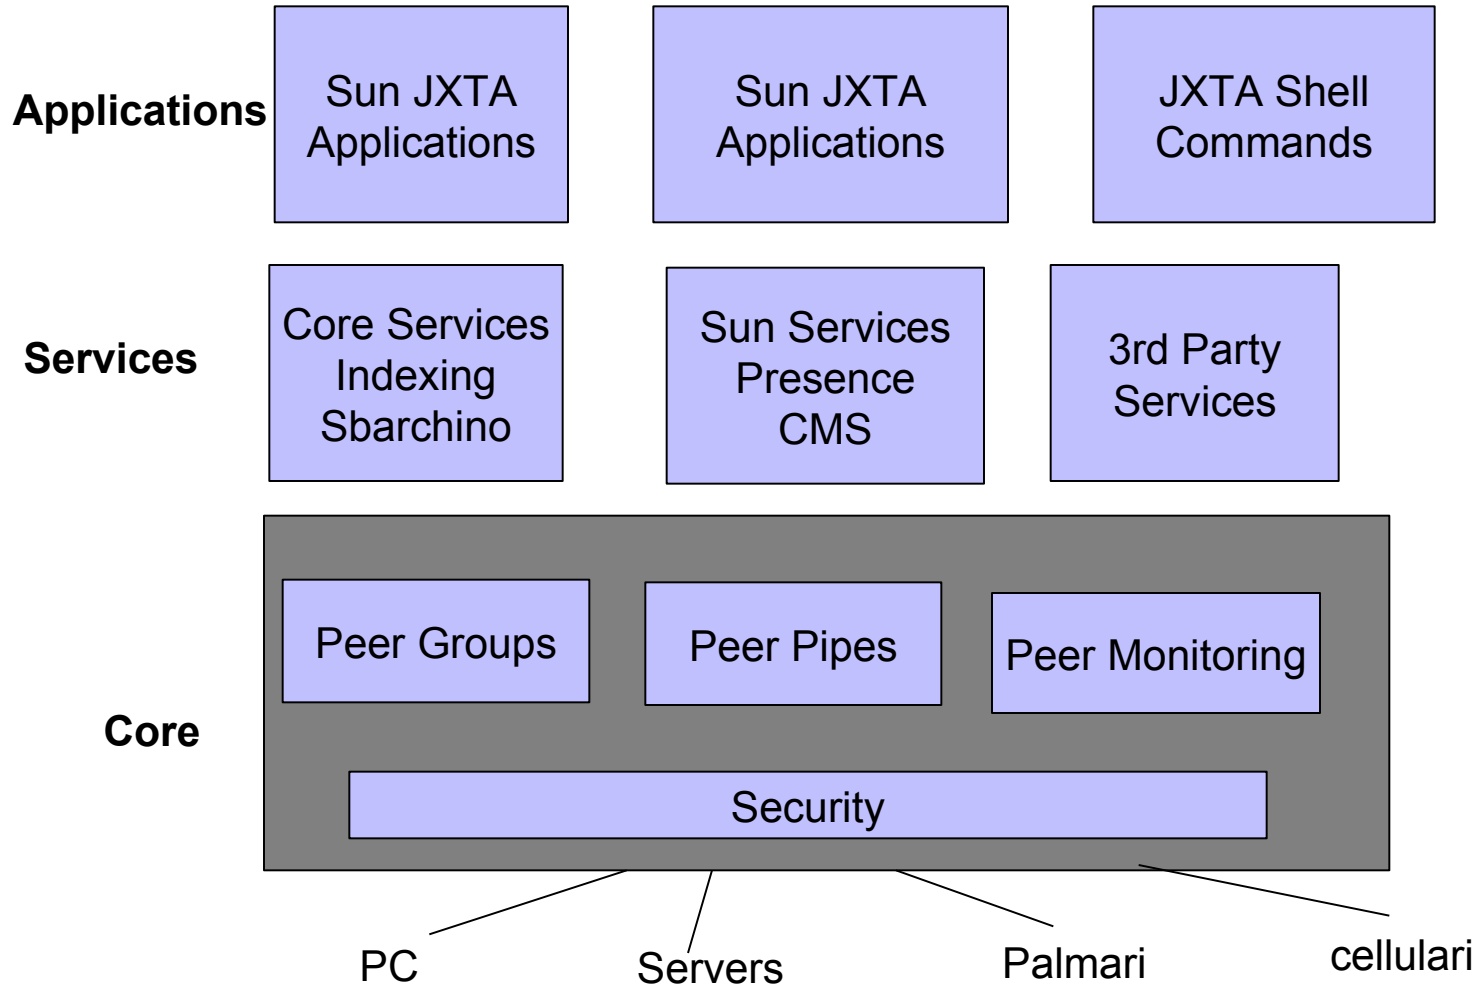 Applications
Sun JXTA
Applications
Sun JXTA
Applications
JXTA Shell
Commands
Services
Core Services
Indexing
Sbarchino
Sun Services
Presence
CMS
3rd Party
Services
Core
Peer Groups
Peer Pipes
Peer Monitoring
Security
PC
Servers
Palmari
cellulari